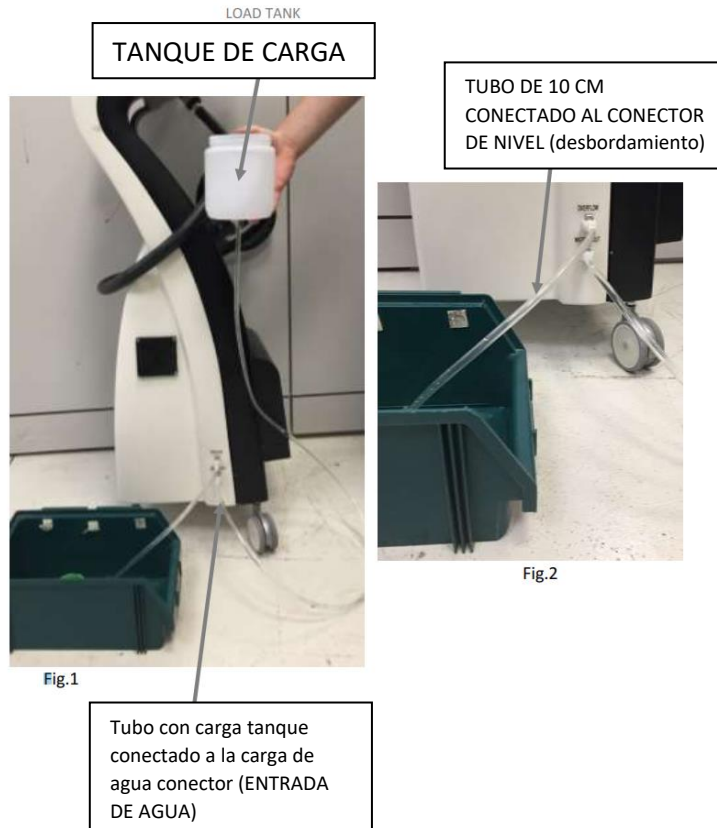 LOAD TANK
TANQUE DE CARGA
TUBO DE 10 CM
CONECTADO AL CONECTOR
DE NIVEL (desbordamiento)
OVERFLOW
Fig.2
Fig.1
Tubo con carga tanque
conectado a la carga de
agua conector (ENTRADA
DE AGUA)